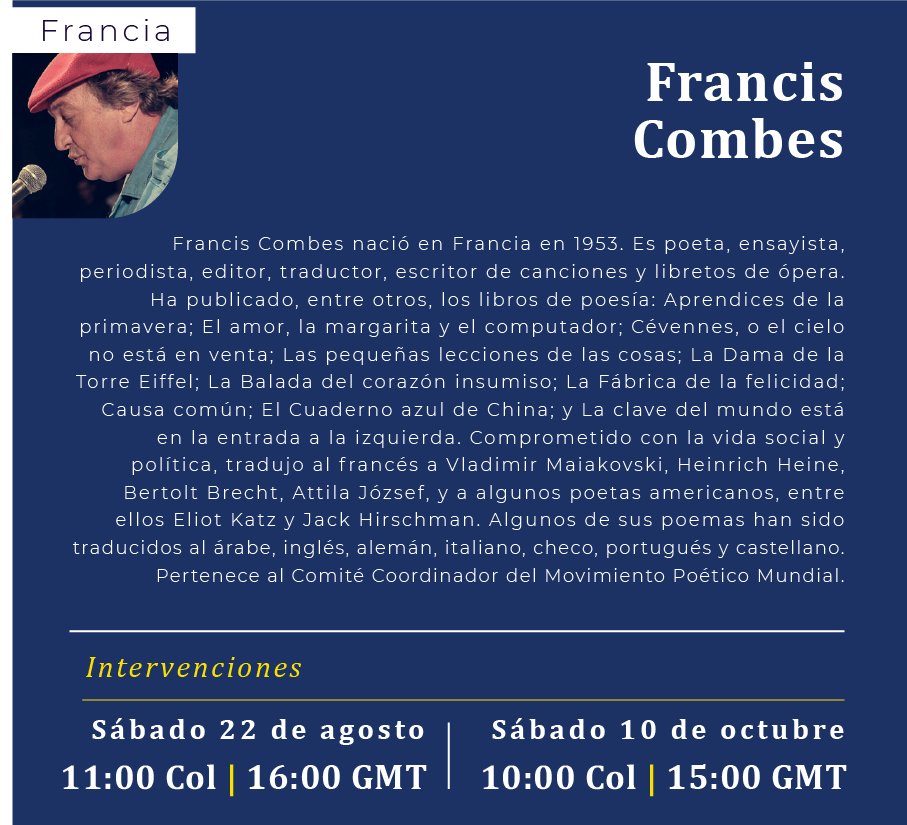 Francia
Francis
Combes
Francis Combes nació en Francia en 1953. Es poeta, ensayista,
periodista, editor, traductor, escritor de canciones y libretos de ópera.
Ha publicado, entre otros, los libros de poesía: Aprendices de la
primavera; El amor, la margarita y el computador; Cévennes, o el cielo
no está en venta; Las pequeñas lecciones de las cosas; La Dama de la
Torre Eiffel; La Balada del corazón insumiso; La Fábrica de la felicidad;
Causa común; El Cuaderno azul de China; y La clave del mundo está
en la entrada a la izquierda. Comprometido con la vida social y
política, tradujo al francés a Vladimir Maiakovski, Heinrich Heine,
Bertolt Brecht, Attila József, y a algunos poetas americanos, entre
ellos Eliot Katz y Jack Hirschman. Algunos de sus poemas han sido
traducidos al árabe, inglés, alemán, italiano, checo, portugués y castellano.
Pertenece al Comité Coordinador del Movimiento Poético Mundial.
Intervenciones
Sábado 22 de agosto
11:00 Col | 16:00 GMT
Sábado 10 de octubre
10:00 Col | 15:00 GMT